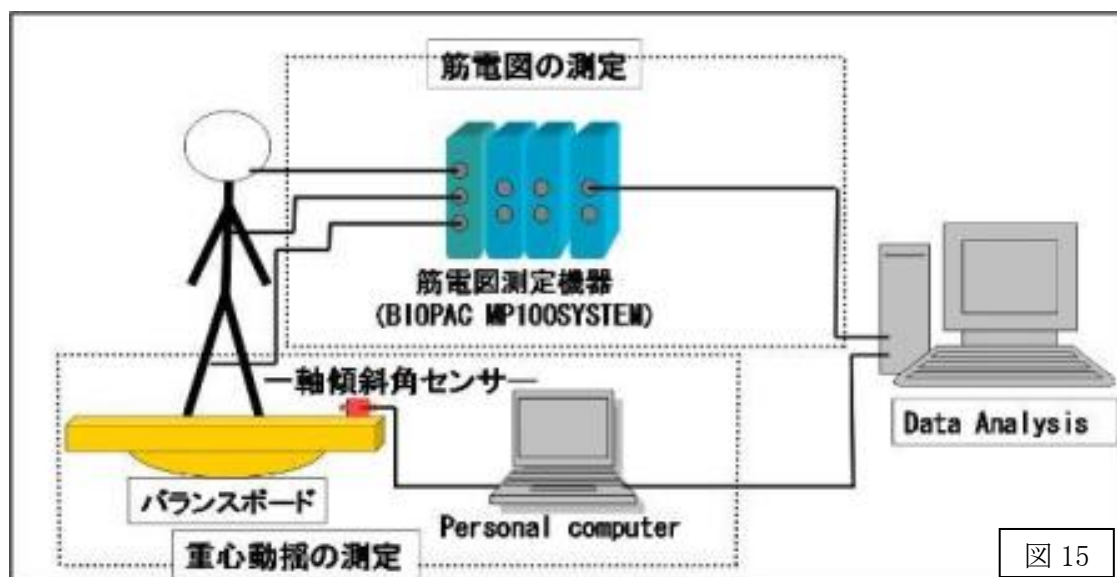 筋電図の測定
筋電図測定機器
(BIOPAC MP100SYSTEM)
一軸傾斜角センサ
Data Analysis
バランスボード
Personal computer
重心動揺の測定
図 15